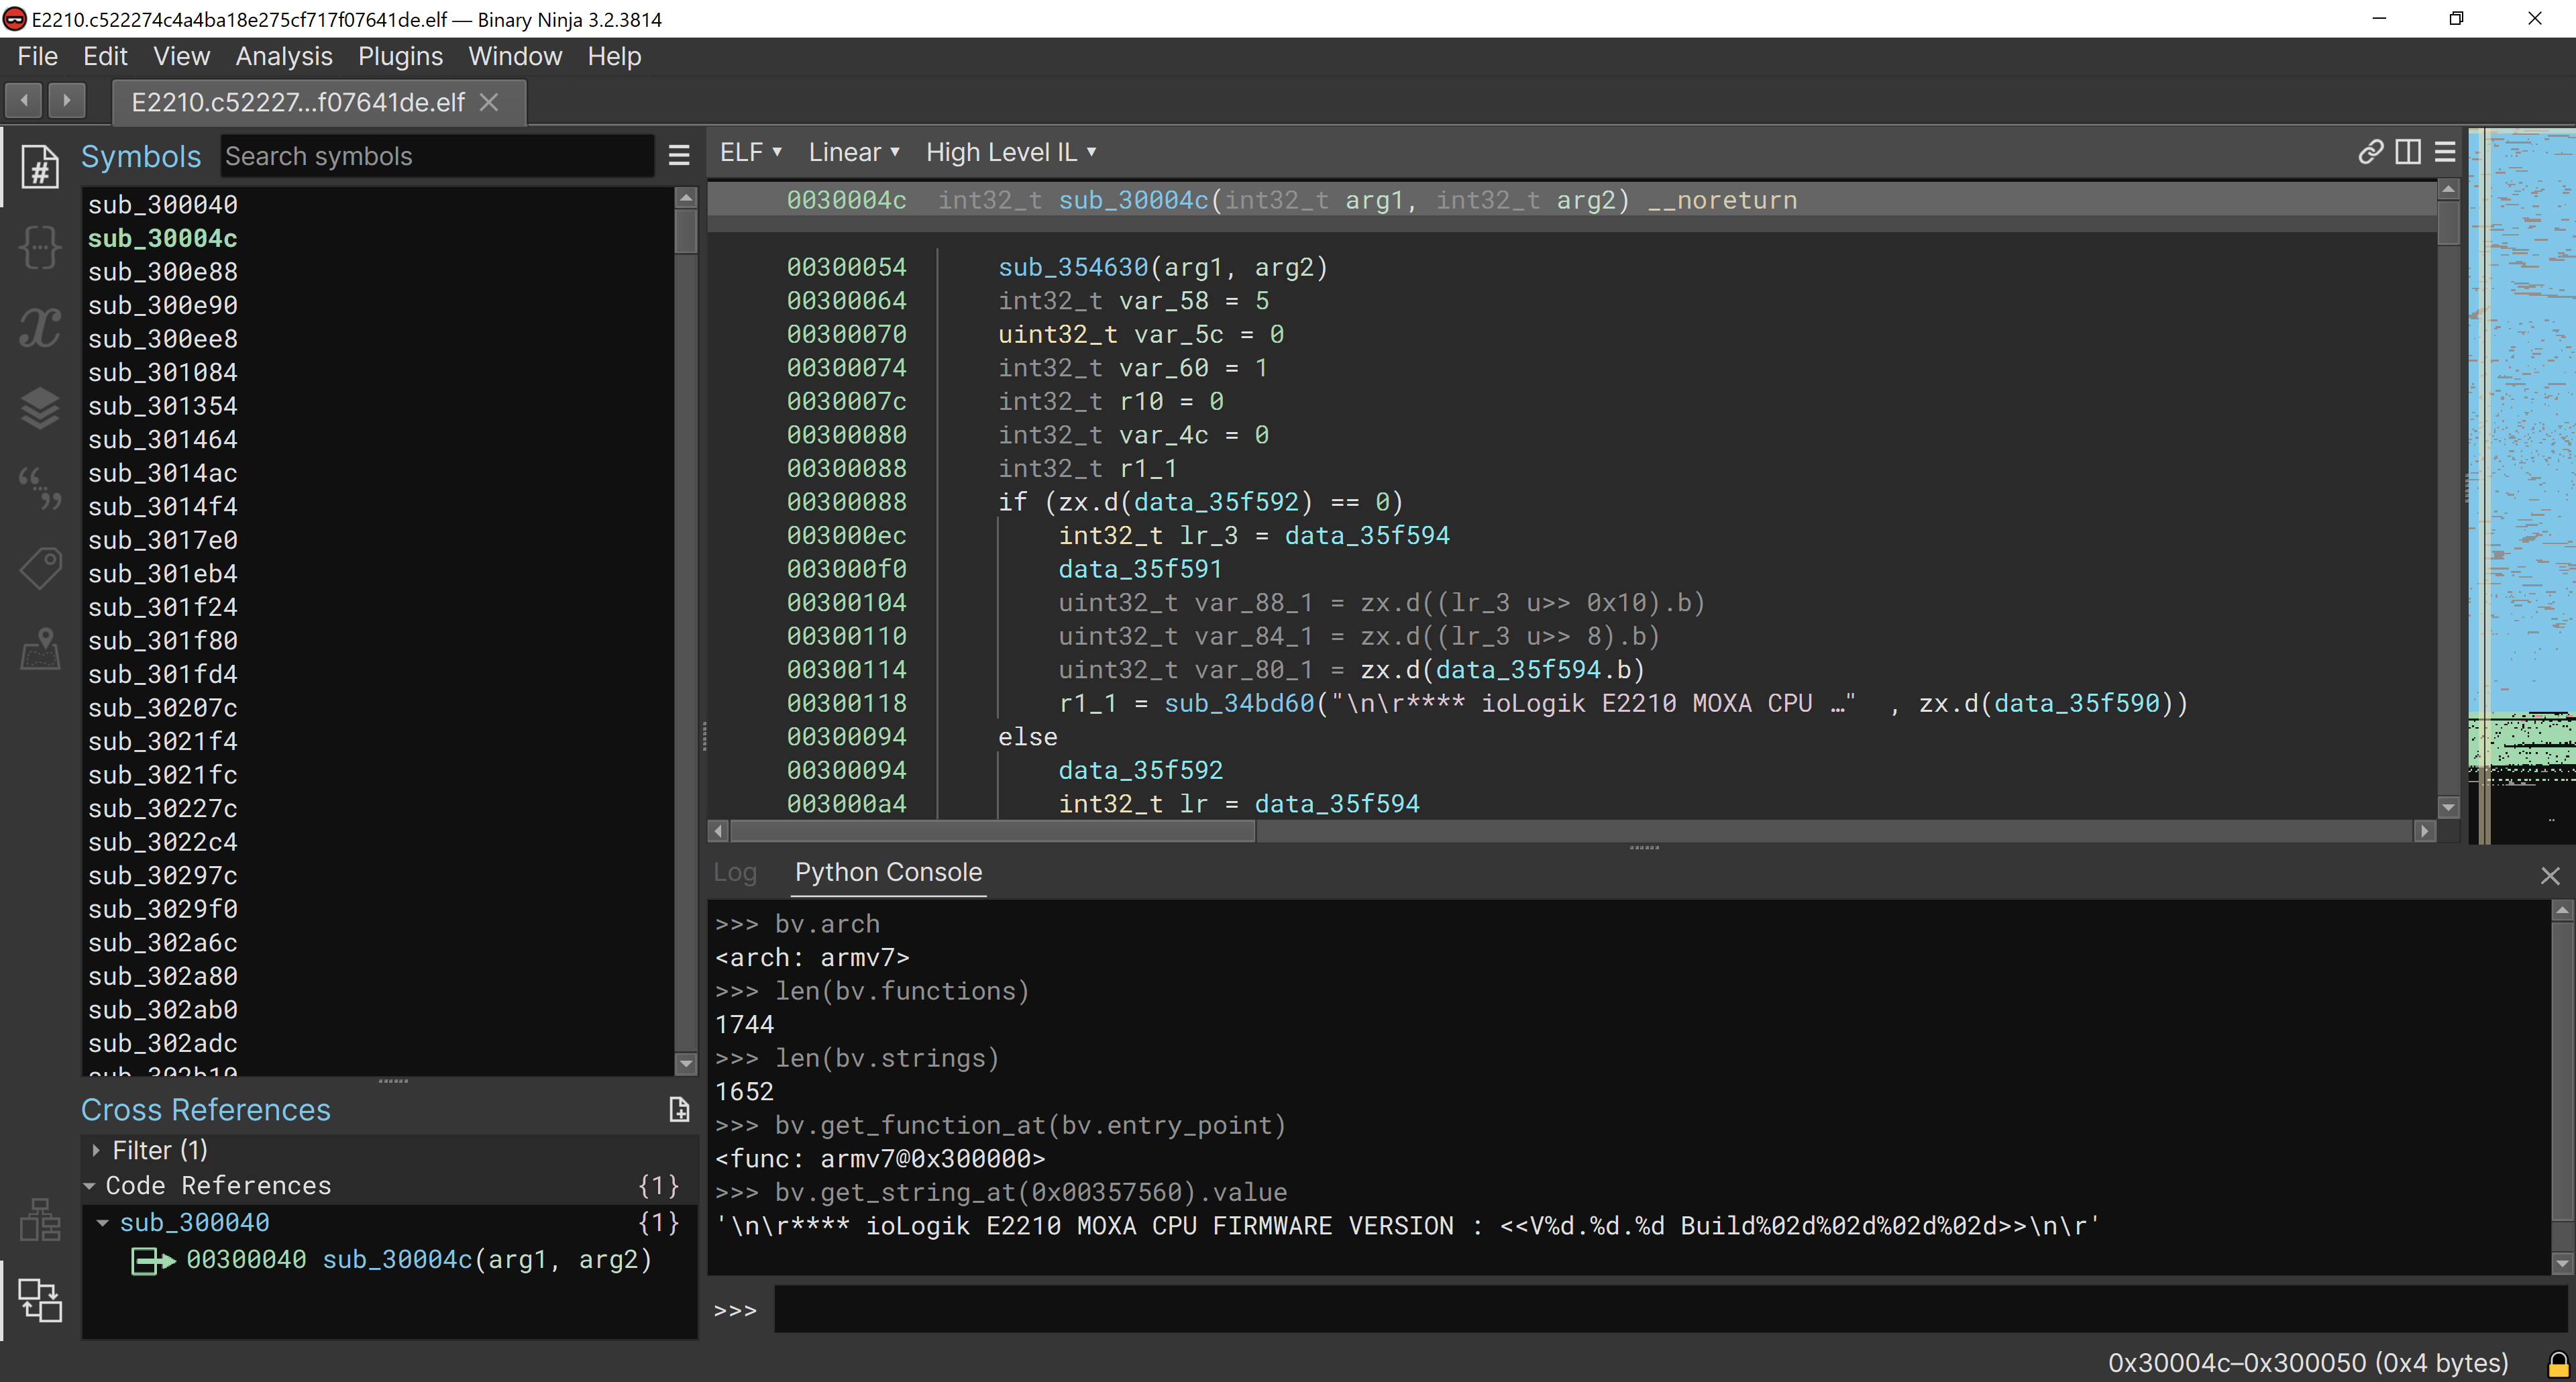 E2210.c522274c4a4ba18e275cf717f07641de.elf — Binary Ninja 3.2.3814
File Edit View Analysis Plugins Window Help
E2210.c52227...f07641de.elf
Symbols Search symbols
sub_300040
sub_30004c
sub_300e88
sub_300e90
sub_300ee8
sub_301084
sub_301354
sub_301464
sub_3014ac
sub_3014f4
sub_3017e0
sub_301eb4
sub_301f24
sub_301f80
sub_301fd4
sub_30207c
sub_3021f4
sub_3021fc
sub_30227c
sub_3022c4
sub_30297c
sub_3029f0
sub_302a6c
sub_302a80
sub_302ab0
sub_302adc
sub_302b10
Cross References
Filter (1)
Code References {1}
sub_300040 {1}
00300040 sub_30004c(arg1, arg2)
ELF Linear High Level IL
0030004c int32_t sub_30004c(int32_t arg1, int32_t arg2) __noreturn
00300054 sub_354630(arg1, arg2)
00300064 int32_t var_58 = 5
00300070 uint32_t var_5c = 0
00300074 int32_t var_60 = 1
0030007c int32_t r10 = 0
00300080 int32_t var_4c = 0
00300088 int32_t r1_1
00300088 if (zx.d(data_35f592) == 0)
003000ec int32_t lr_3 = data_35f594
003000f0 data_35f591
00300104 uint32_t var_88_1 = zx.d((lr_3 u>> 0x10).b)
00300110 uint32_t var_84_1 = zx.d((lr_3 u>> 8).b)
00300114 uint32_t var_80_1 = zx.d(data_35f594.b)
00300118 r1_1 = sub_34bd60("\n\r**** ioLogik E2210 MOXA CPU …" , zx.d(data_35f590))
00300094 else
00300094 data_35f592
003000a4 int32_t lr = data_35f594
Log Python Console
>>> bv.arch
<arch: armv7>
>>> len(bv.functions)
1744
>>> len(bv.strings)
1652
>>> bv.get_function_at(bv.entry_point)
<func: armv7@0x300000>
>>> bv.get_string_at(0x00357560).value
'\n\r**** ioLogik E2210 MOXA CPU FIRMWARE VERSION : <<V%d.%d.%d Build%02d%02d%02d%02d>>\n\r'
>>>
0x30004c–0x300050 (0x4 bytes)